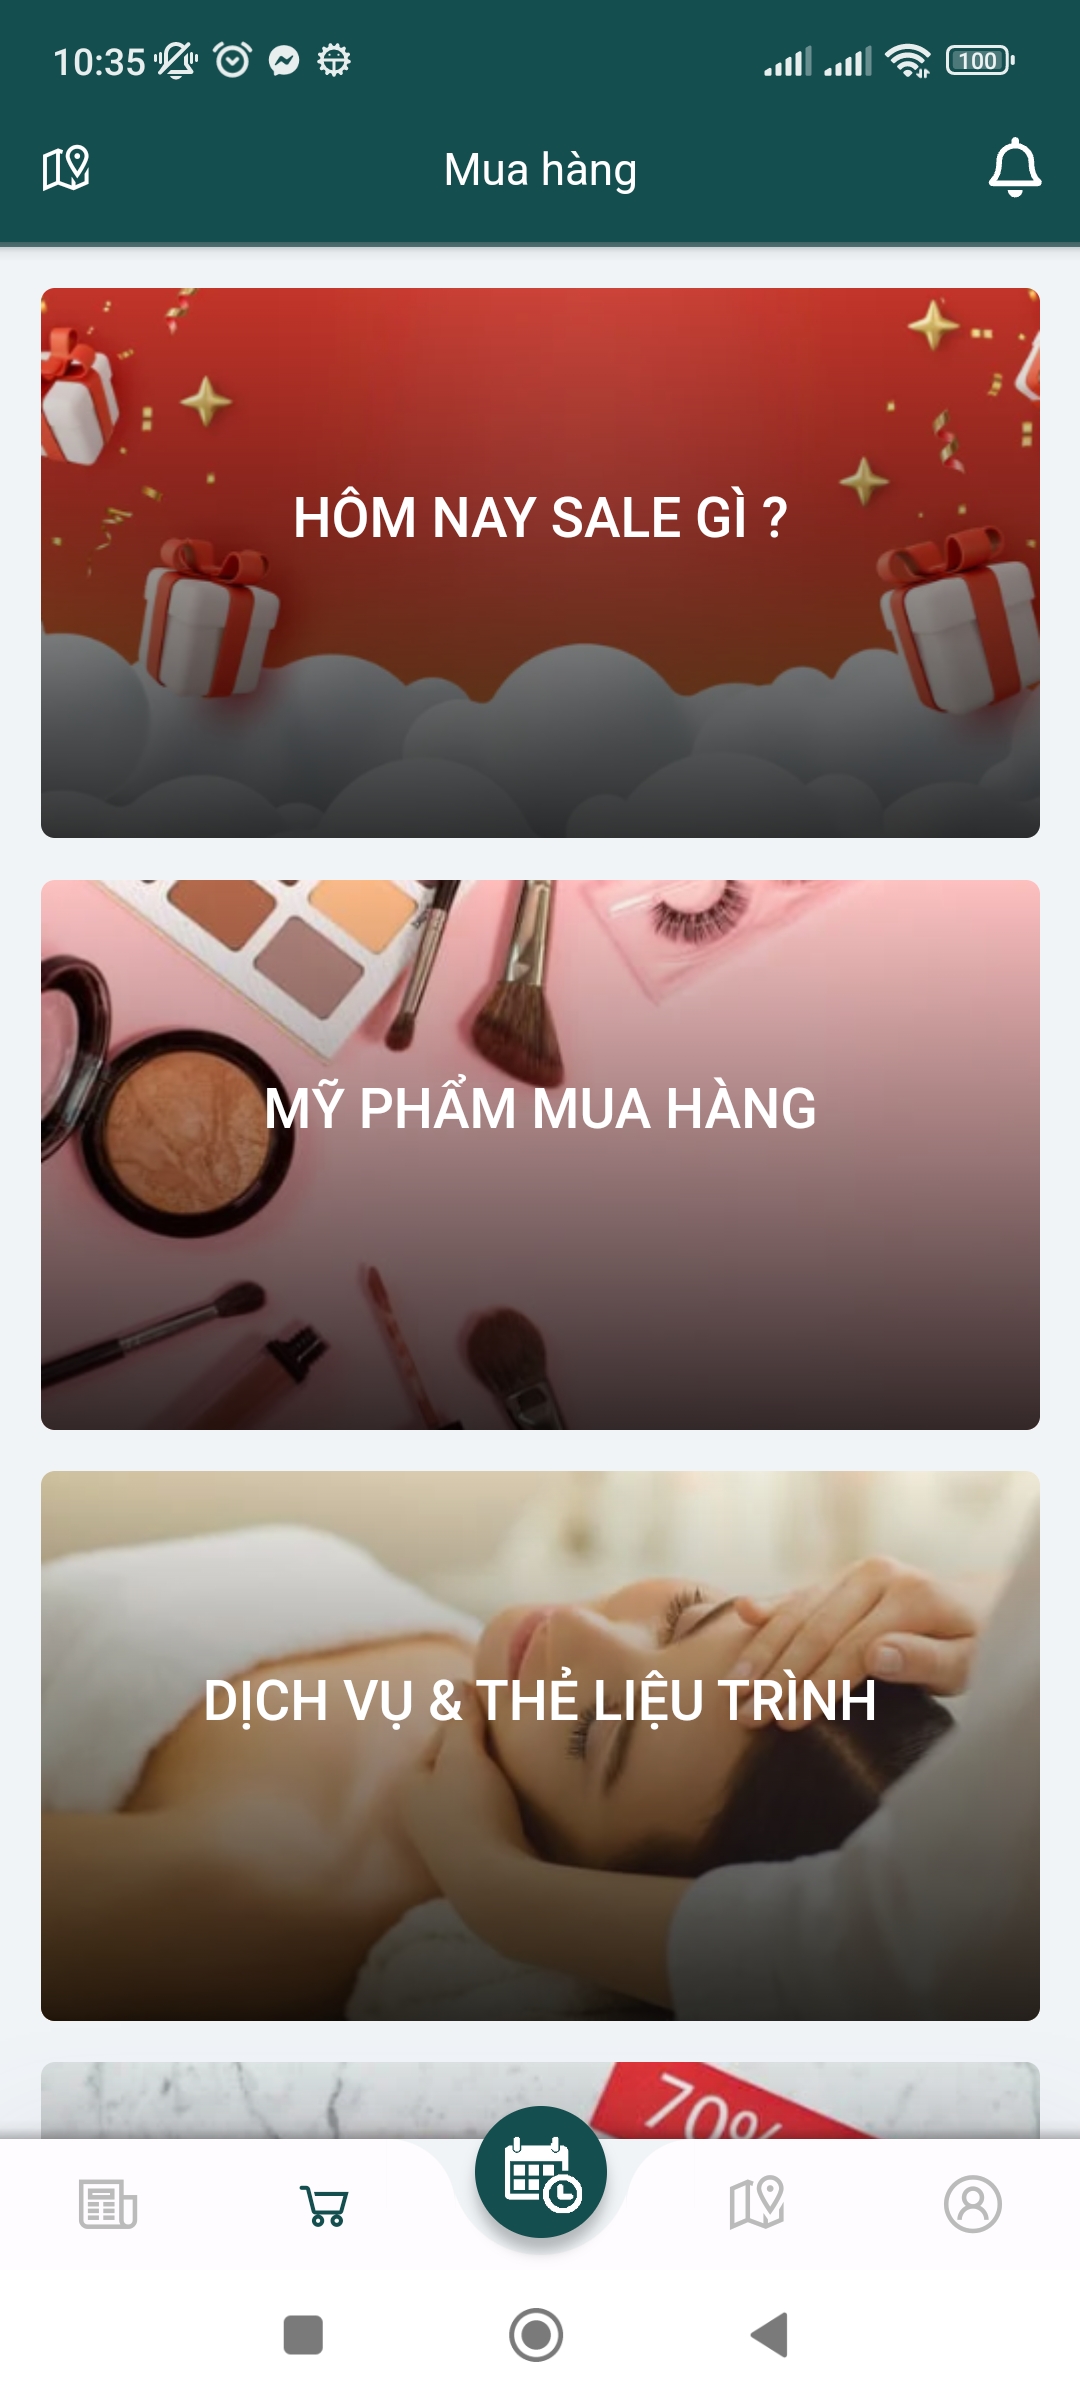 10:35
100
Mua hàng
HÔM NAY SALE GÌ ?
MỸ PHẨM MUA HÀNG
DỊCH VỤ & THẺ LIỆU TRÌNH
70%